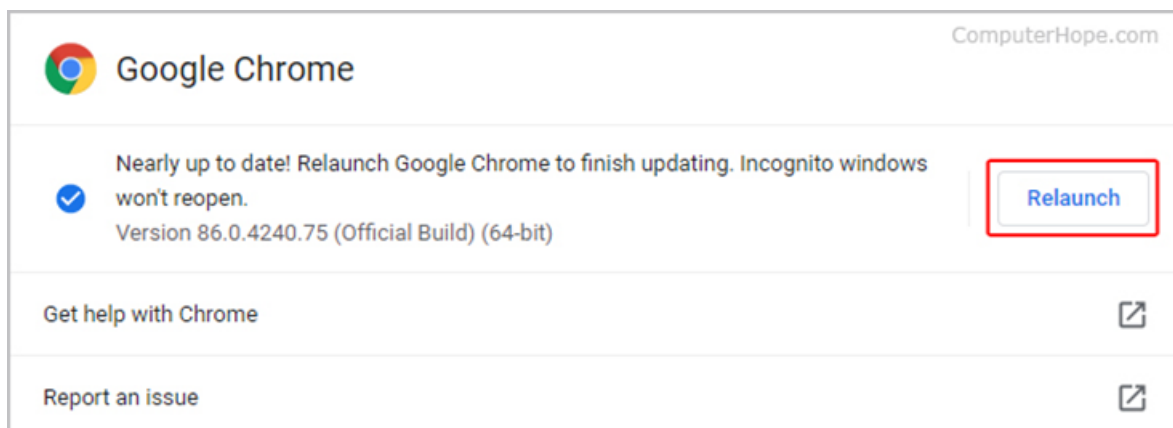 ComputerHope.com
Google Chrome
Nearly up to date! Relaunch Google Chrome to finish updating. Incognito windows
won't reopen.
Version 86.0.4240.75 (Official Build) (64-bit)
Relaunch
Get help with Chrome
Report an issue